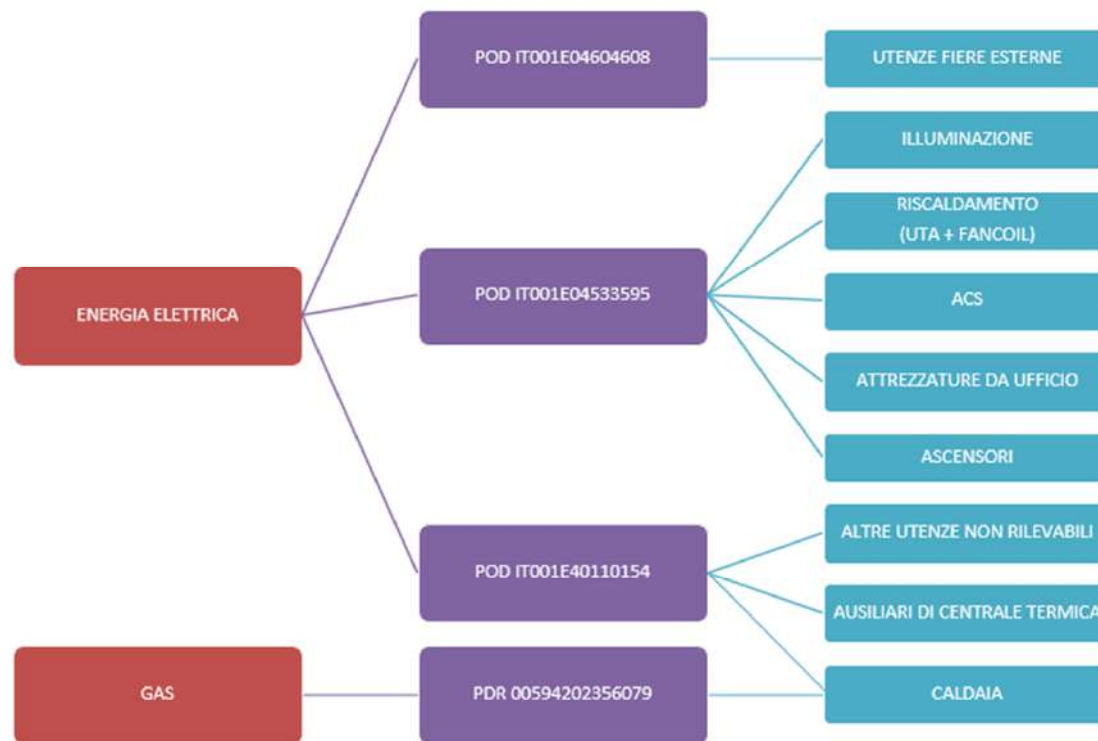 POD IT001E04604608
UTENZE FIERE ESTERNE
ILLUMINAZIONE
RISCALDAMENTO
(UTA + FANCOIL)
ENERGIA ELETTRICA
POD IT001E04533595
ACS
ATTREZZATURE DA UFFICIO
ASCENSORI
ALTRE UTENZE NON RILEVABILI
POD IT001E40110154
AUSILIARI DI CENTRALE TERMICA
GAS
PDR 00594202356079
CALDAIA